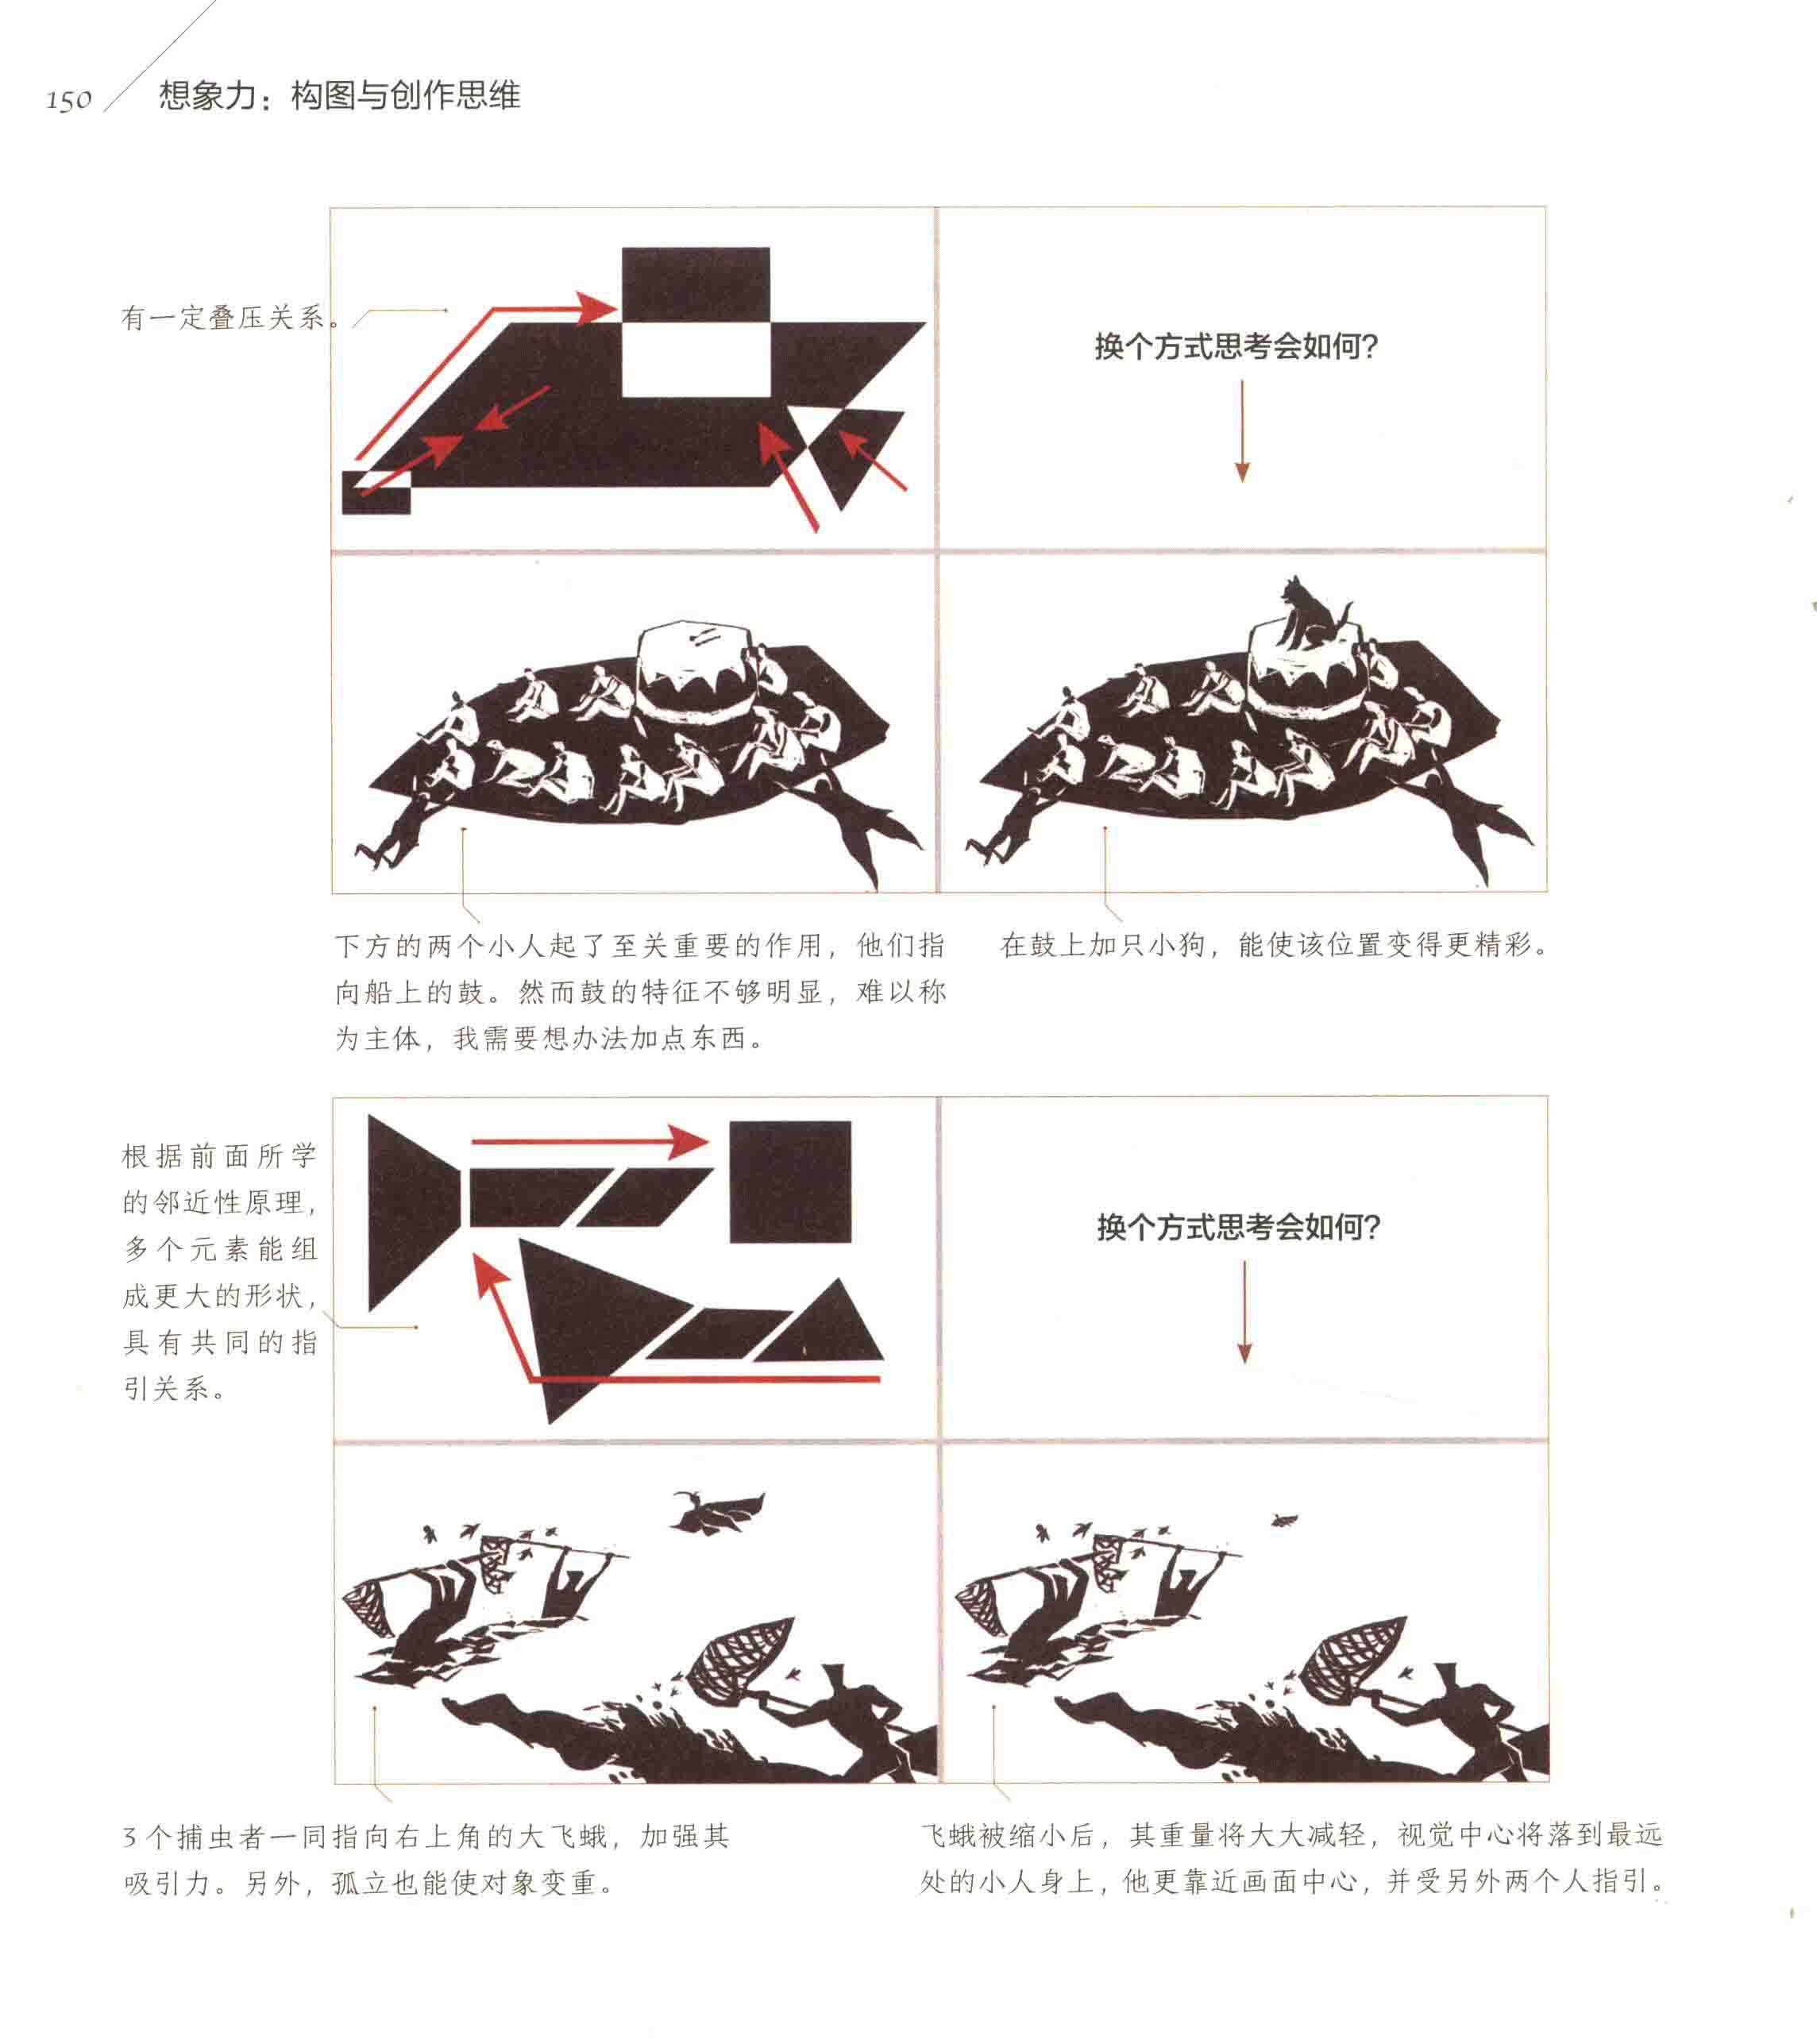 150
想象力：构图与创作思维
有一定叠压关系。
换个方式思考会如何？
下方的两个小人起了至关重要的作用，他们指
向船上的鼓。然而鼓的特征不够明显，难以称
为主体，我需要想办法加点东西。
在鼓上加只小狗，能使该位置变得更精彩。
根据前面所学
的邻近性原理，
多个元素能组
成更大的形状，
具有共同的指
引关系。
换个方式思考会如何？
3个捕虫者一同指向右上角的大飞蛾，加强其
吸引力。另外，孤立也能使对象变重。
飞蛾被缩小后，其重量将大大减轻，视觉中心将落到最远
处的小人身上，他更靠近画面中心，并受另外两个人指引。